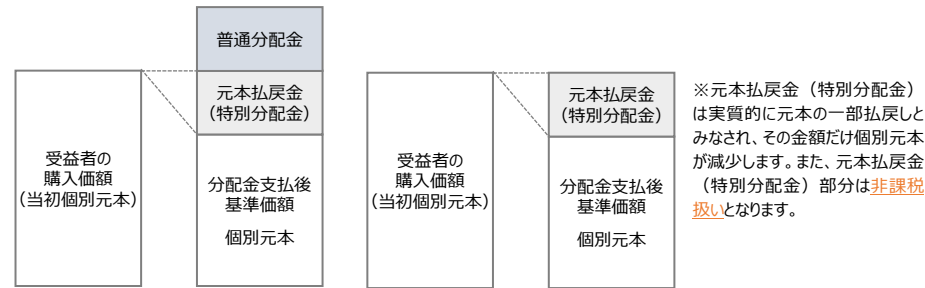 普通分配金
元本払戻金
（特別分配金）
受益者の
購入価額
（当初個別元本）
分配金支払後
基準価額
個別元本
元本払戻金
（特別分配金）
受益者の
購入価額
（当初個別元本）
分配金支払後
基準価額
個別元本
※元本払戻金（特別分配金）
は実質的に元本の一部払戻しと
みなされ、その金額だけ個別元本
が減少します。また、元本払戻金
（特別分配金）部分は非課税
扱いとなります。